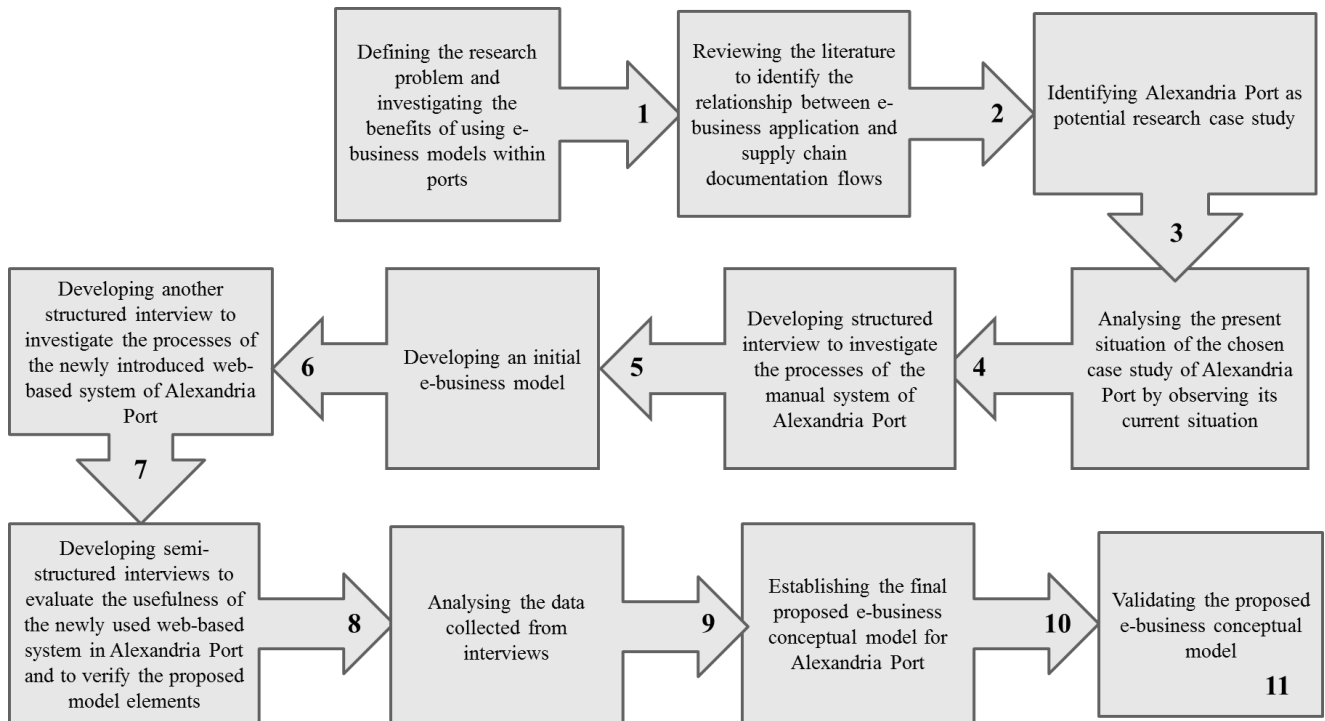 Defining the research
problem and
investigating the
benefits of using e-
business models within
ports
1
Reviewing the literature
to identify the
relationship between e-
business application and
supply chain
documentation flows
2
Identifying Alexandria Port as
potential research case study
3
Analysing the present
situation of the chosen
case study of Alexandria
Port by observing its
current situation
4
Developing structured
interview to investigate
the processes of the
manual system of
Alexandria Port
5
Developing an initial
e-business model
6
Developing another
structured interview to
investigate the processes of
the newly introduced web-
based system of Alexandria
Port
7
Developing semi-
structured interviews to
evaluate the usefulness of
the newly used web-based
system in Alexandria Port
and to verify the proposed
model elements
8
Analysing the data
collected from
interviews
9
Establishing the final
proposed e-business
conceptual model for
Alexandria Port
10
Validating the proposed
e-business conceptual
model
11